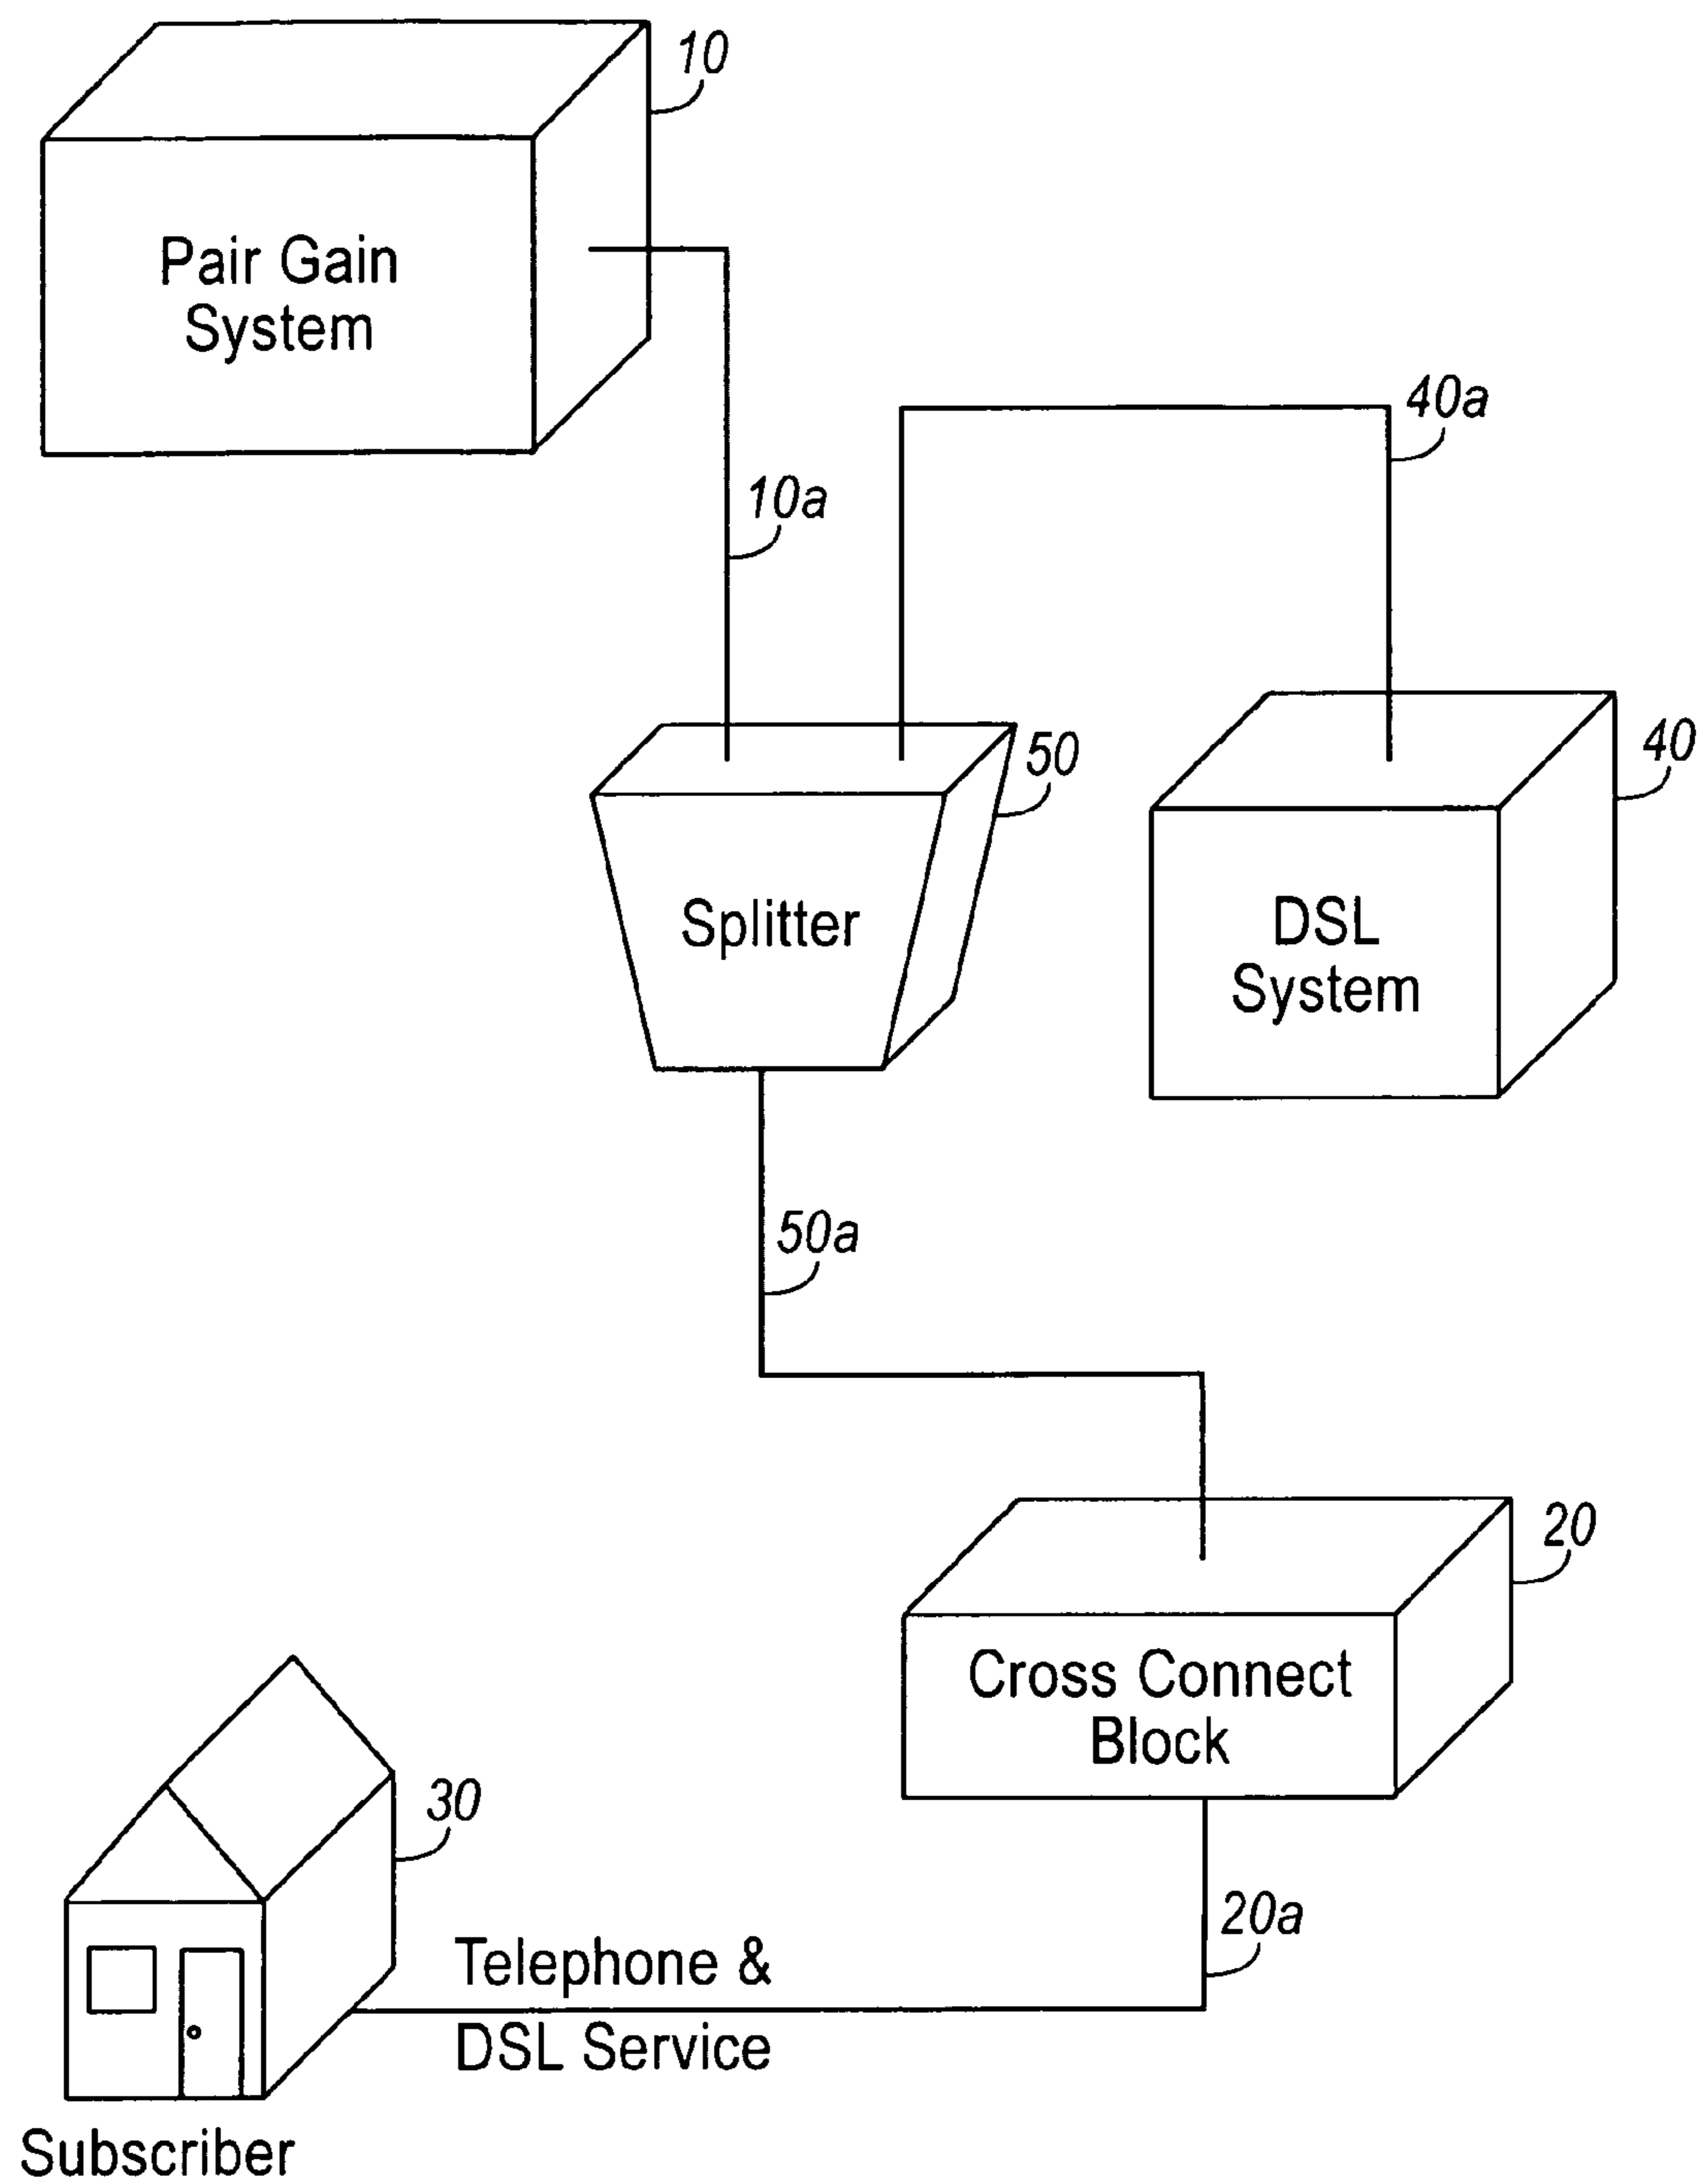 10
Pair Gain
System
40a
10a
50
40
Splitter
DSL
System
50a
20
Cross Connect
Block
30
20a
Telephone &
DSL Service
Subscriber